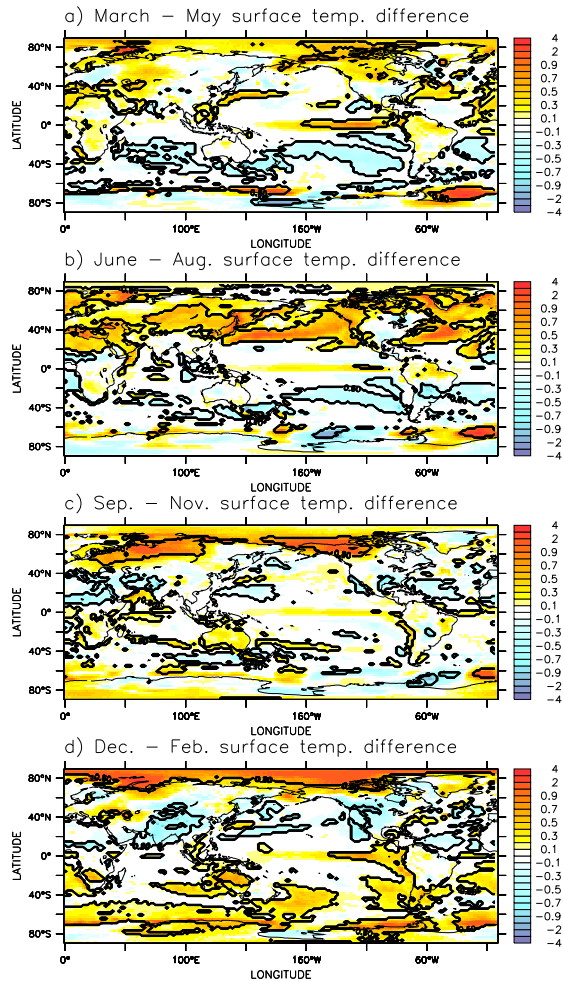 a) March − May surface temp. difference
80°N
40°N
0°
40°S
80°S
LATITUDE
0°
100°E
160°W
60°W
LONGITUDE
4
2
0.9
0.7
0.5
0.3
0.1
−0.1
−0.3
−0.5
−0.7
−0.9
−2
−4
b) June − Aug. surface temp. difference
80°N
40°N
0°
40°S
80°S
LATITUDE
0°
100°E
160°W
60°W
LONGITUDE
4
2
0.9
0.7
0.5
0.3
0.1
−0.1
−0.3
−0.5
−0.7
−0.9
−2
−4
c) Sep. − Nov. surface temp. difference
80°N
40°N
0°
40°S
80°S
LATITUDE
0°
100°E
160°W
60°W
LONGITUDE
4
2
0.9
0.7
0.5
0.3
0.1
−0.1
−0.3
−0.5
−0.7
−0.9
−2
−4
d) Dec. − Feb. surface temp. difference
80°N
40°N
0°
40°S
80°S
LATITUDE
0°
100°E
160°W
60°W
LONGITUDE
4
2
0.9
0.7
0.5
0.3
0.1
−0.1
−0.3
−0.5
−0.7
−0.9
−2
−4